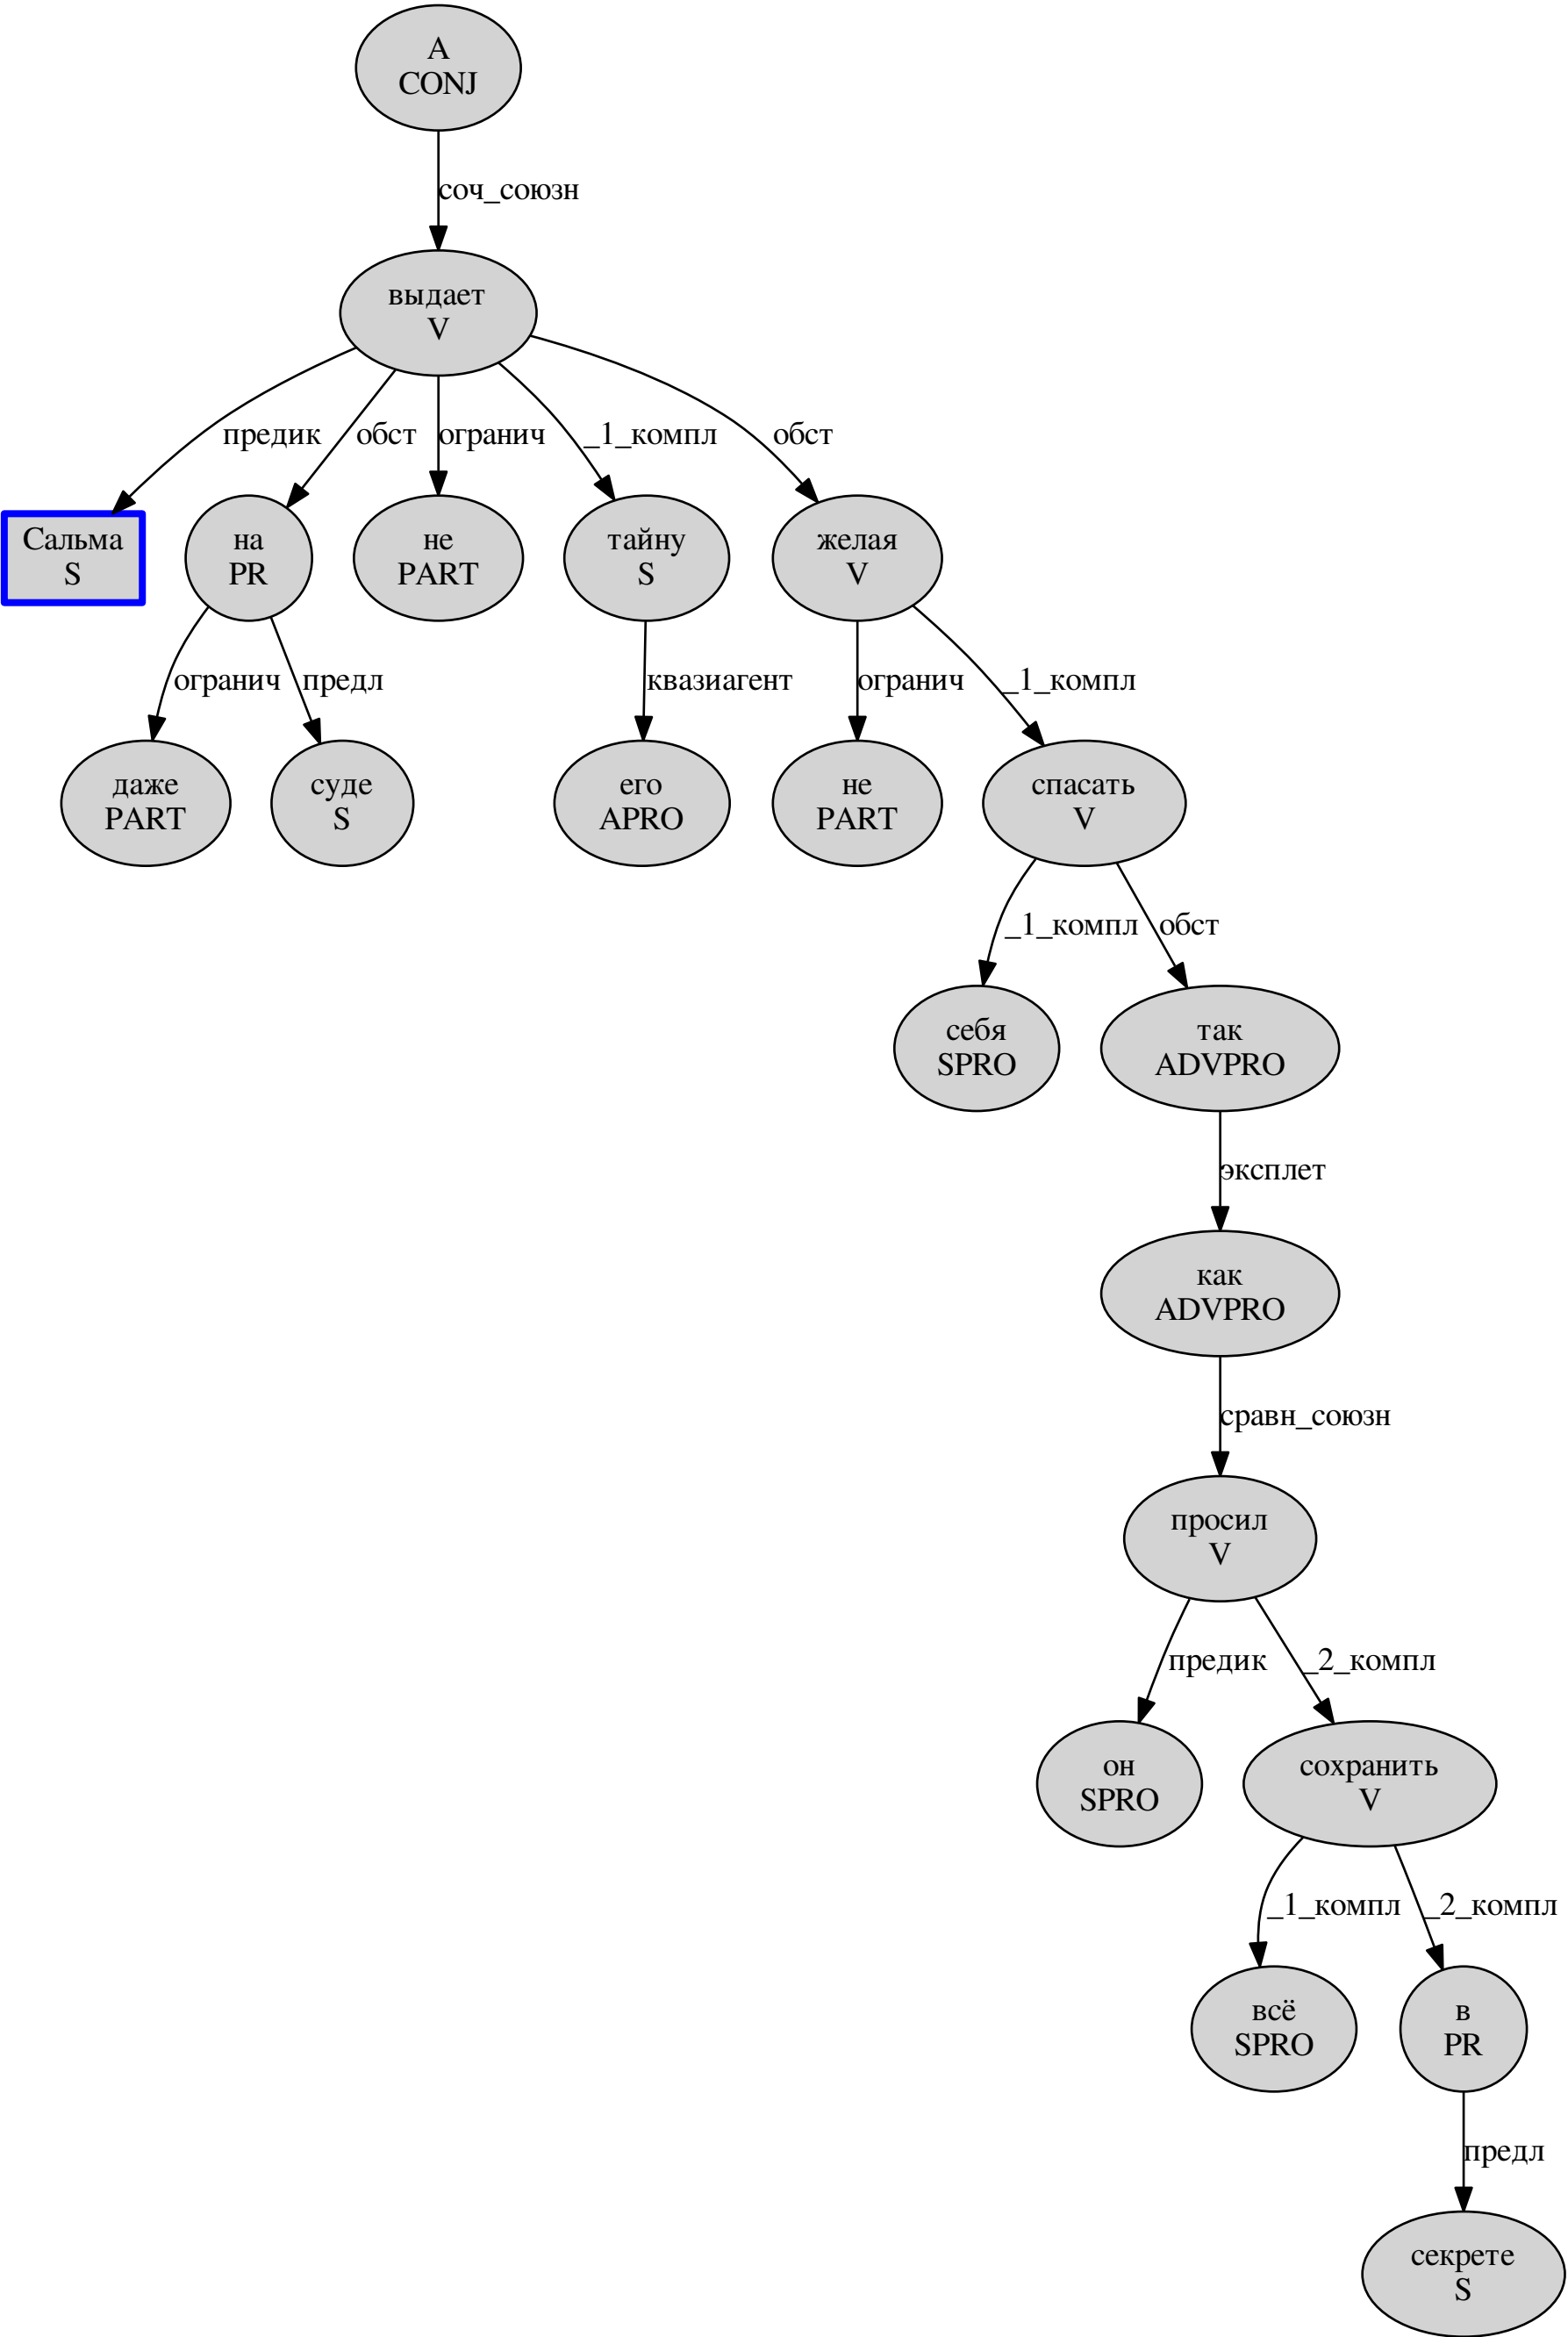 А
CONJ
соч_союзн
выдает
V
предик
обст
огранич
_1_компл
обст
Сальма
S
на
PR
не
PART
тайну
S
желая
V
огранич
предл
квазиагент
огранич
_1_компл
даже
PART
суде
S
его
APRO
не
PART
спасать
V
_1_компл
обст
себя
SPRO
так
ADVPRO
эксплет
как
ADVPRO
сравн_союзн
просил
V
предик
_2_компл
он
SPRO
сохранить
V
_1_компл
_2_компл
всё
SPRO
в
PR
предл
секрете
S